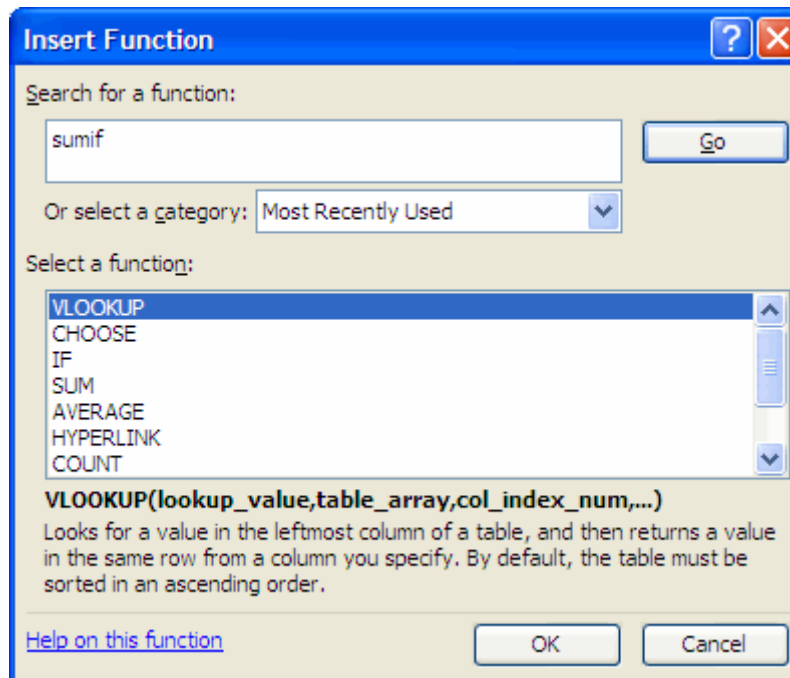 Insert Function
Search for a function:
sumif
Go
Or select a category: Most Recently Used
Select a function:
VLOOKUP
CHOOSE
IF
SUM
AVERAGE
HYPERLINK
COUNT
VLOOKUP(lookup_value,table_array,col_index_num,...)
Looks for a value in the leftmost column of a table, and then returns a value
in the same row from a column you specify. By default, the table must be
sorted in an ascending order.
Help on this function
OK
Cancel